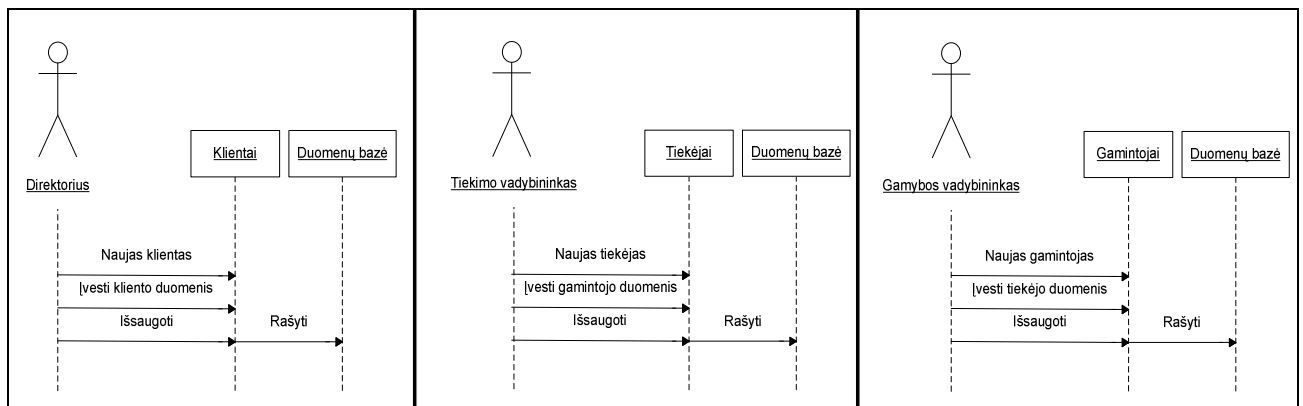 Klientai
Duomenų bazė
Direktorius
Naujas klientas
Įvesti kliento duomenis
Išsaugoti
Rašyti
Tiekėjai
Duomenų bazė
Tiekimo vadybininkas
Naujas tiekėjas
Įvesti gamintojo duomenis
Išsaugoti
Rašyti
Gamintojai
Duomenų bazė
Gamybos vadybininkas
Naujas gamintojas
Įvesti tiekėjo duomenis
Išsaugoti
Rašyti